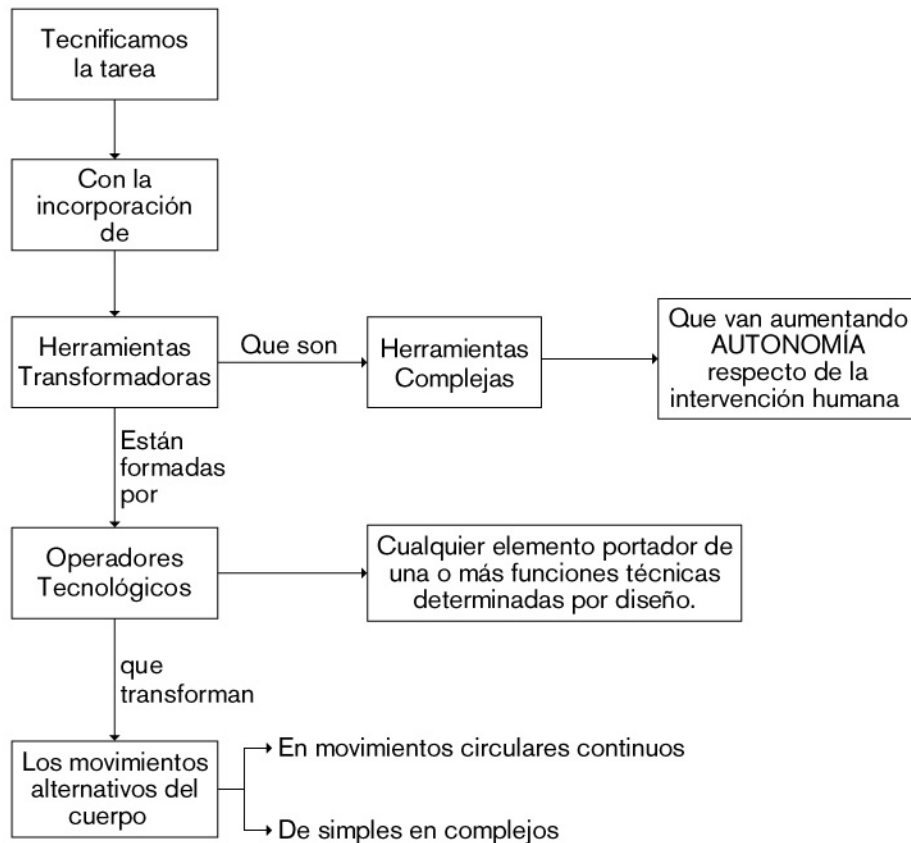 Tecnificamos
la tarea
Con la
incorporación
de
Herramientas
Transformadoras
Que son
Herramientas
Complejas
Que van aumentando
AUTONOMÍA
respecto de la
intervención humana
Están
formadas
por
Operadores
Tecnológicos
Cualquier elemento portador de
una o más funciones técnicas
determinadas por diseño.
que
transforman
Los movimientos
alternativos del
cuerpo
En movimientos circulares continuos
De simples en complejos